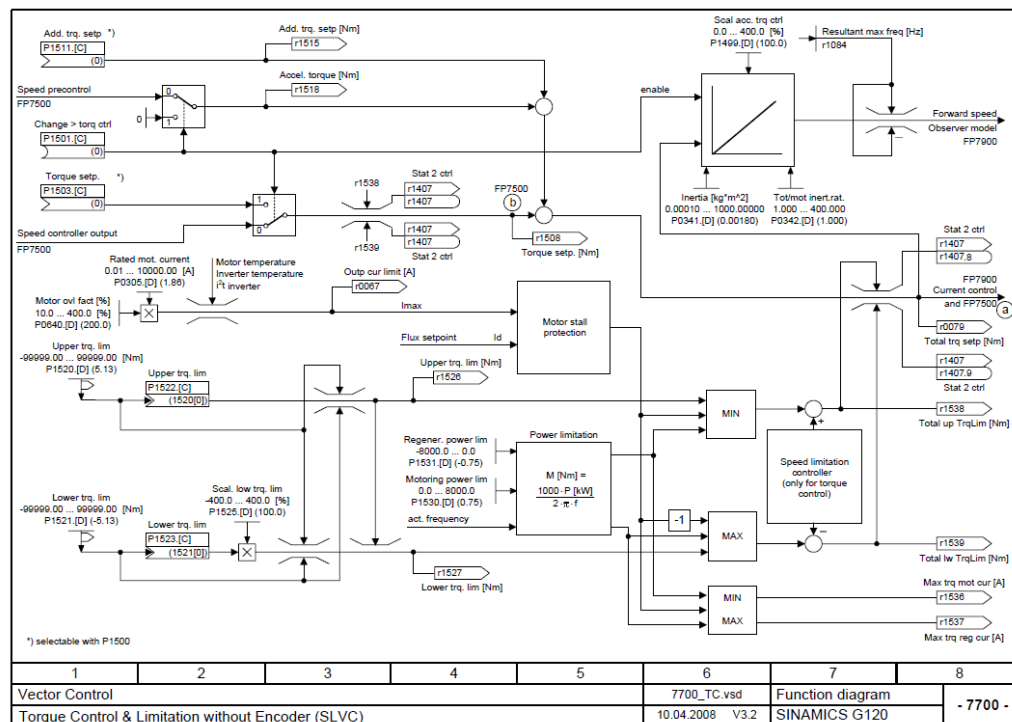 Add. trq. setp *)
P1511.[C]
(0)
Add. trq. setp [Nm]
r1515
Accel. torque [Nm]
r1518
Speed precontrol
FP7500
0
0
1
Change > torq ctrl
P1501.[C]
(0)
Torque setp. *)
P1503.[C]
(0)
1
0
Speed controller output
FP7500
r1538
r1539
Stat 2 ctrl
r1407
r1407
r1407
r1407
Stat 2 ctrl
FP7500
b
r1508
Torque setp. [Nm]
enable
Scal acc. trq ctrl
0.0 ... 400.0 [%]
P1499.[D] (100.0)
Resultant max freq [Hz]
r1084
Forward speed
Observer model
FP7900
–
Inertia [kg*m^2]
0.00010 ... 1000.00000
P0341.[D] (0.00180)
Tot/mot inert.rat.
1.000 ... 400.000
P0342.[D] (1.000)
Stat 2 ctrl
r1407
r1407.8
FP7900
Current control
and FP7500
a
r0079
Total trq setp [Nm]
r1407
r1407.9
Stat 2 ctrl
Rated mot. current
0.01 ... 10000.00 [A]
P0305.[D] (1.86)
Motor temperature
Inverter temperature
i²t inverter
Motor ovl fact [%]
10.0 ... 400.0 [%]
P0640.[D] (200.0)
Outp cur limit [A]
r0067
Imax
Flux setpoint Id
Motor stall
protection
Upper trq. lim
-99999.00 ... 99999.00 [Nm]
P1520.[D] (5.13)
Upper trq. lim
P1522.[C]
(1520[0])
Upper trq. lim [Nm]
r1526
MIN
+
r1538
Total up TrqLim [Nm]
Regener. power lim
-8000.0 ... 0.0
P1531.[D] (-0.75)
Motoring power lim
0.0 ... 8000.0
P1530.[D] (0.75)
act. frequency
Power limitation
M [Nm] =
1000·P [kW]
2·π·f
Speed limitation
controller
(only for torque
control)
Lower trq. lim
-99999.00 ... 99999.00 [Nm]
P1521.[D] (-5.13)
Lower trq. lim
P1523.[C]
(1521[0])
Scal. low trq. lim
-400.0 ... 400.0 [%]
P1525.[D] (100.0)
r1527
Lower trq. lim [Nm]
-1
MAX
–
r1539
Total lw TrqLim [Nm]
MIN
MAX
Max trq mot cur [A]
r1536
r1537
Max trq reg cur [A]
*) selectable with P1500
1 2 3 4 5 6 7 8
Vector Control 7700_TC.vsd Function diagram
- 7700 -
Torque Control & Limitation without Encoder (SLVC) 10.04.2008 V3.2 SINAMICS G120